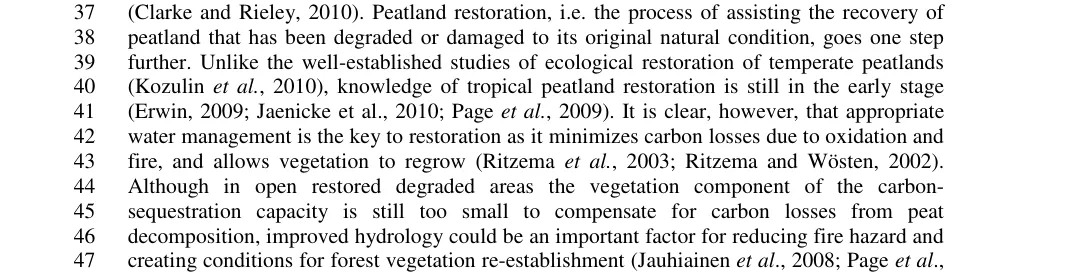 37 (Clarke and Rieley, 2010). Peatland restoration, i.e. the process of assisting the recovery of
38 peatland that has been degraded or damaged to its original natural condition, goes one step
39 further. Unlike the well-established studies of ecological restoration of temperate peatlands
40 (Kozulin et al., 2010), knowledge of tropical peatland restoration is still in the early stage
41 (Erwin, 2009; Jaenicke et al., 2010; Page et al., 2009). It is clear, however, that appropriate
42 water management is the key to restoration as it minimizes carbon losses due to oxidation and
43 fire, and allows vegetation to regrow (Ritzema et al., 2003; Ritzema and Wösten, 2002).
44 Although in open restored degraded areas the vegetation component of the carbon-
45 sequestration capacity is still too small to compensate for carbon losses from peat
46 decomposition, improved hydrology could be an important factor for reducing fire hazard and
47 creating conditions for forest vegetation re-establishment (Jauhiainen et al., 2008; Page et al.,